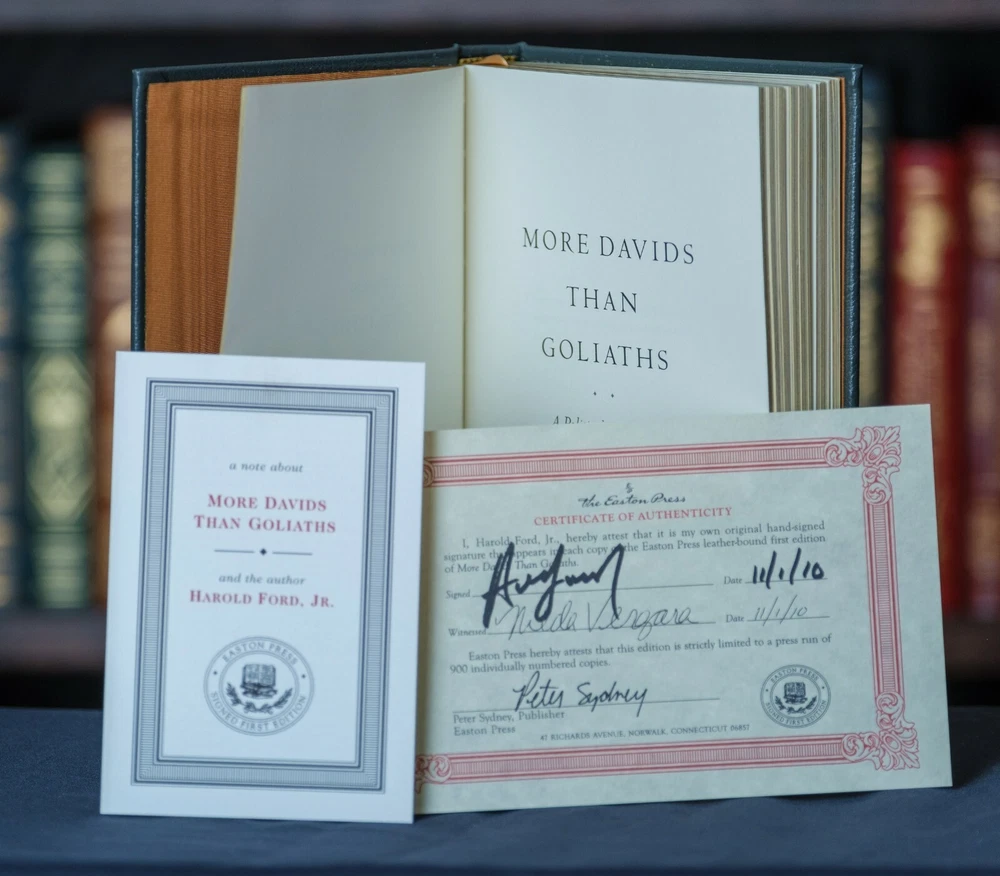 MORE DAVIDS
THAN
GOLIATHS
a note about
MORE DAVIDS
THAN GOLIATHS
and the author
HAROLD FORD, JR.
EASTON PRESS
SIGNED FIRST EDITION
The Easton Press
CERTIFICATE OF AUTHENTICITY
I, Harold Ford, Jr., hereby attest that it is my own original hand-signed
signature that appears in each copy of the Easton Press leather-bound first edition
of More Than Goliaths.
Signed Date 11/1/10
Witnessed Vergara Date 11/1/10
Easton Press hereby attests that this edition is strictly limited to a press run of
900 individually numbered copies.
Peter Sydney
Peter Sydney, Publisher
Easton Press
47 RICHARDS AVENUE, NORWALK, CONNECTICUT 06857
EASTON PRESS
SIGNED FIRST EDITION